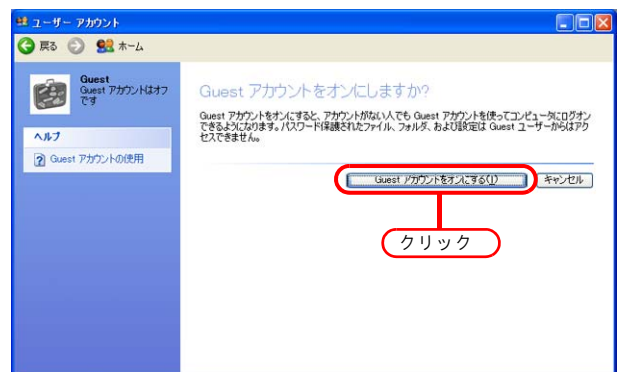 ユーザー アカウント
戻る ホーム
Guest
Guest アカウントはオフ
です
ヘルプ
Guest アカウントの使用
Guest アカウントをオンにしますか?
Guest アカウントをオンにすると、アカウントがない人でも Guest アカウントを使ってコンピュータにログオン
できるようになります。パスワード保護されたファイル、フォルダ、および設定は Guest ユーザーからはアク
セスできません。
Guest アカウントをオンにする(I) キャンセル
クリック